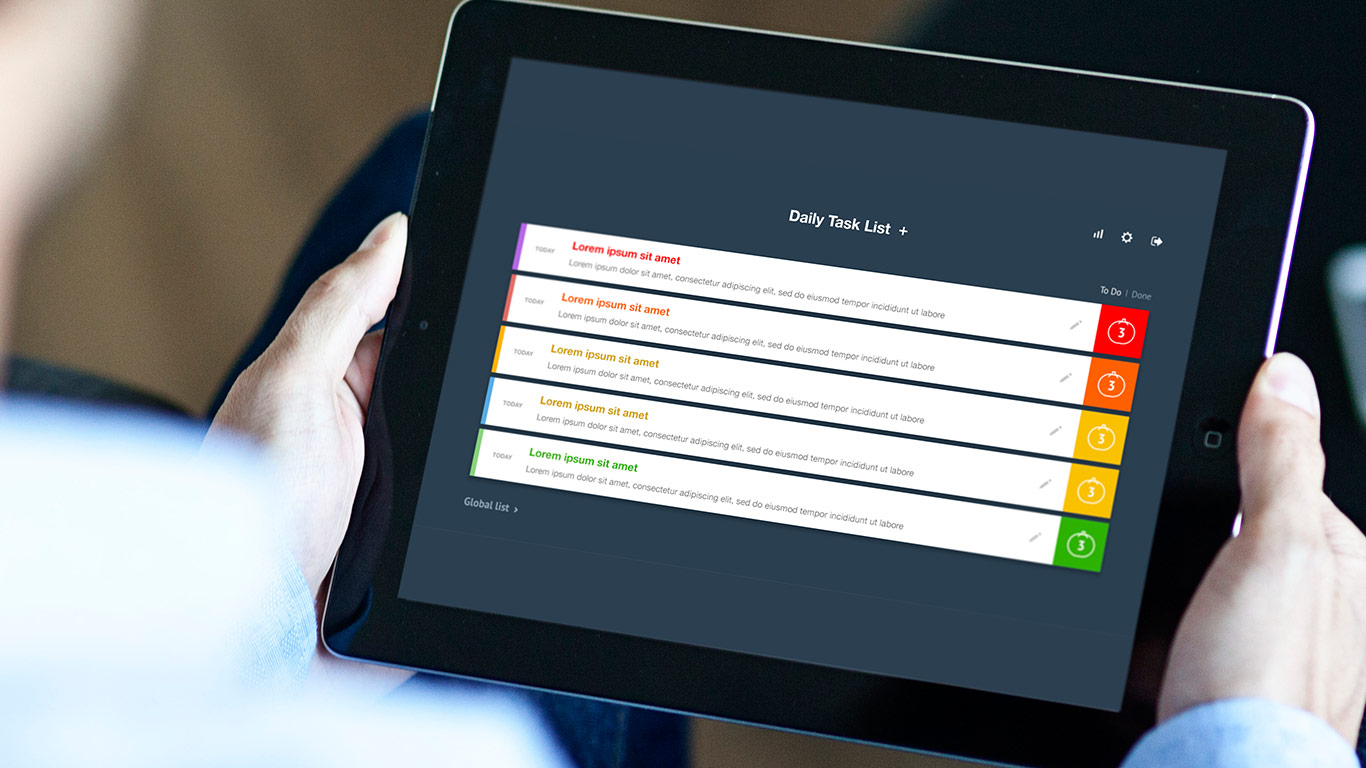 Daily Task List +
To Do | Done
TODAY
Lorem ipsum sit amet
Lorem ipsum dolor sit amet, consectetur adipiscing elit, sed do eiusmod tempor incididunt ut labore
3
TODAY
Lorem ipsum sit amet
Lorem ipsum dolor sit amet, consectetur adipiscing elit, sed do eiusmod tempor incididunt ut labore
3
TODAY
Lorem ipsum sit amet
Lorem ipsum dolor sit amet, consectetur adipiscing elit, sed do eiusmod tempor incididunt ut labore
3
TODAY
Lorem ipsum sit amet
Lorem ipsum dolor sit amet, consectetur adipiscing elit, sed do eiusmod tempor incididunt ut labore
3
TODAY
Lorem ipsum sit amet
Lorem ipsum dolor sit amet, consectetur adipiscing elit, sed do eiusmod tempor incididunt ut labore
3
Global list >